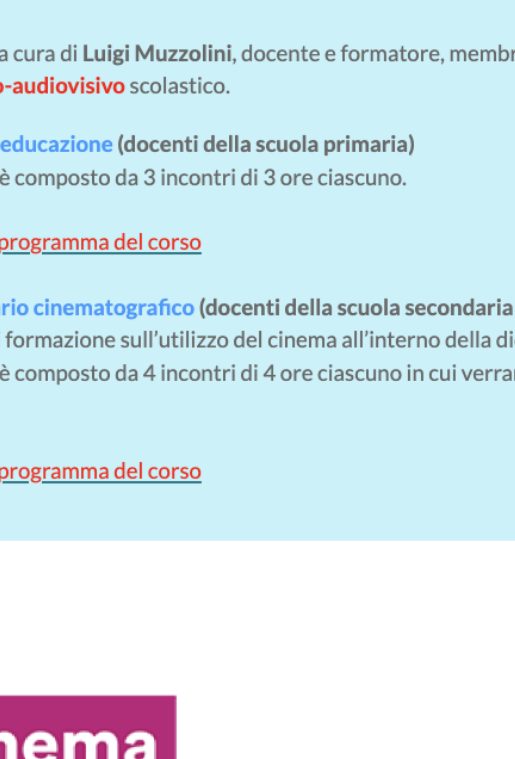 a cura di Luigi Muzzolini, docente e formatore, membr
o-audiovisivo scolastico.
educazione (docenti della scuola primaria)
è composto da 3 incontri di 3 ore ciascuno.
programma del corso
rio cinematografico (docenti della scuola secondaria
formazione sull'utilizzo del cinema all'interno della di
è composto da 4 incontri di 4 ore ciascuno in cui verra
programma del corso
nema